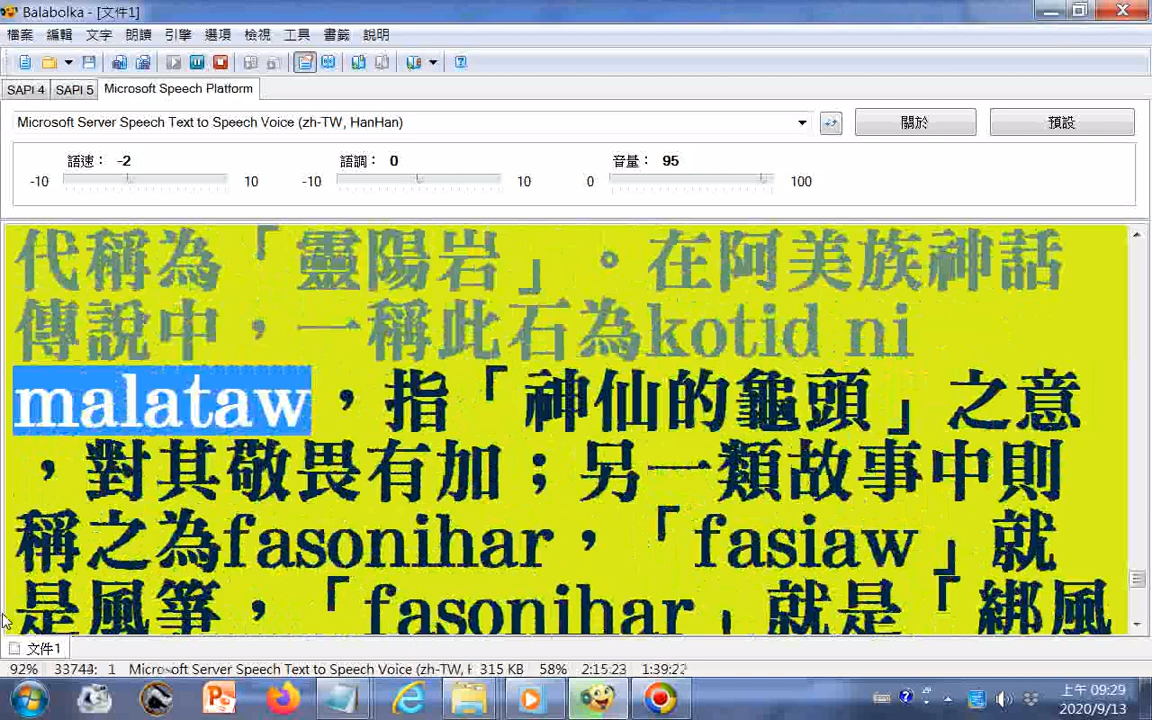 Balabolka - [文件1]
檔案 編輯 文字 朗讀 引擎 選項 檢視 工具 書籤 說明
SAPI 4 SAPI 5 Microsoft Speech Platform
Microsoft Server Speech Text to Speech Voice (zh-TW, HanHan) 關於 預設
語速： -2 語調： 0 音量： 95
-10 10 -10 10 0 100
代稱為「靈陽岩」。在阿美族神話
傳說中，一稱此石為kotid ni
malataw，指「神仙的龜頭」之意
，對其敬畏有加；另一類故事中則
稱之為fasonihar，「fasiaw」就
是風箏，「fasonihar」就是「綁風
文件1
92% 33744: 1 Microsoft Server Speech Text to Speech Voice (zh-TW, H 315 KB 58% 2:15:23 1:39:22
上午 09:29
2020/9/13